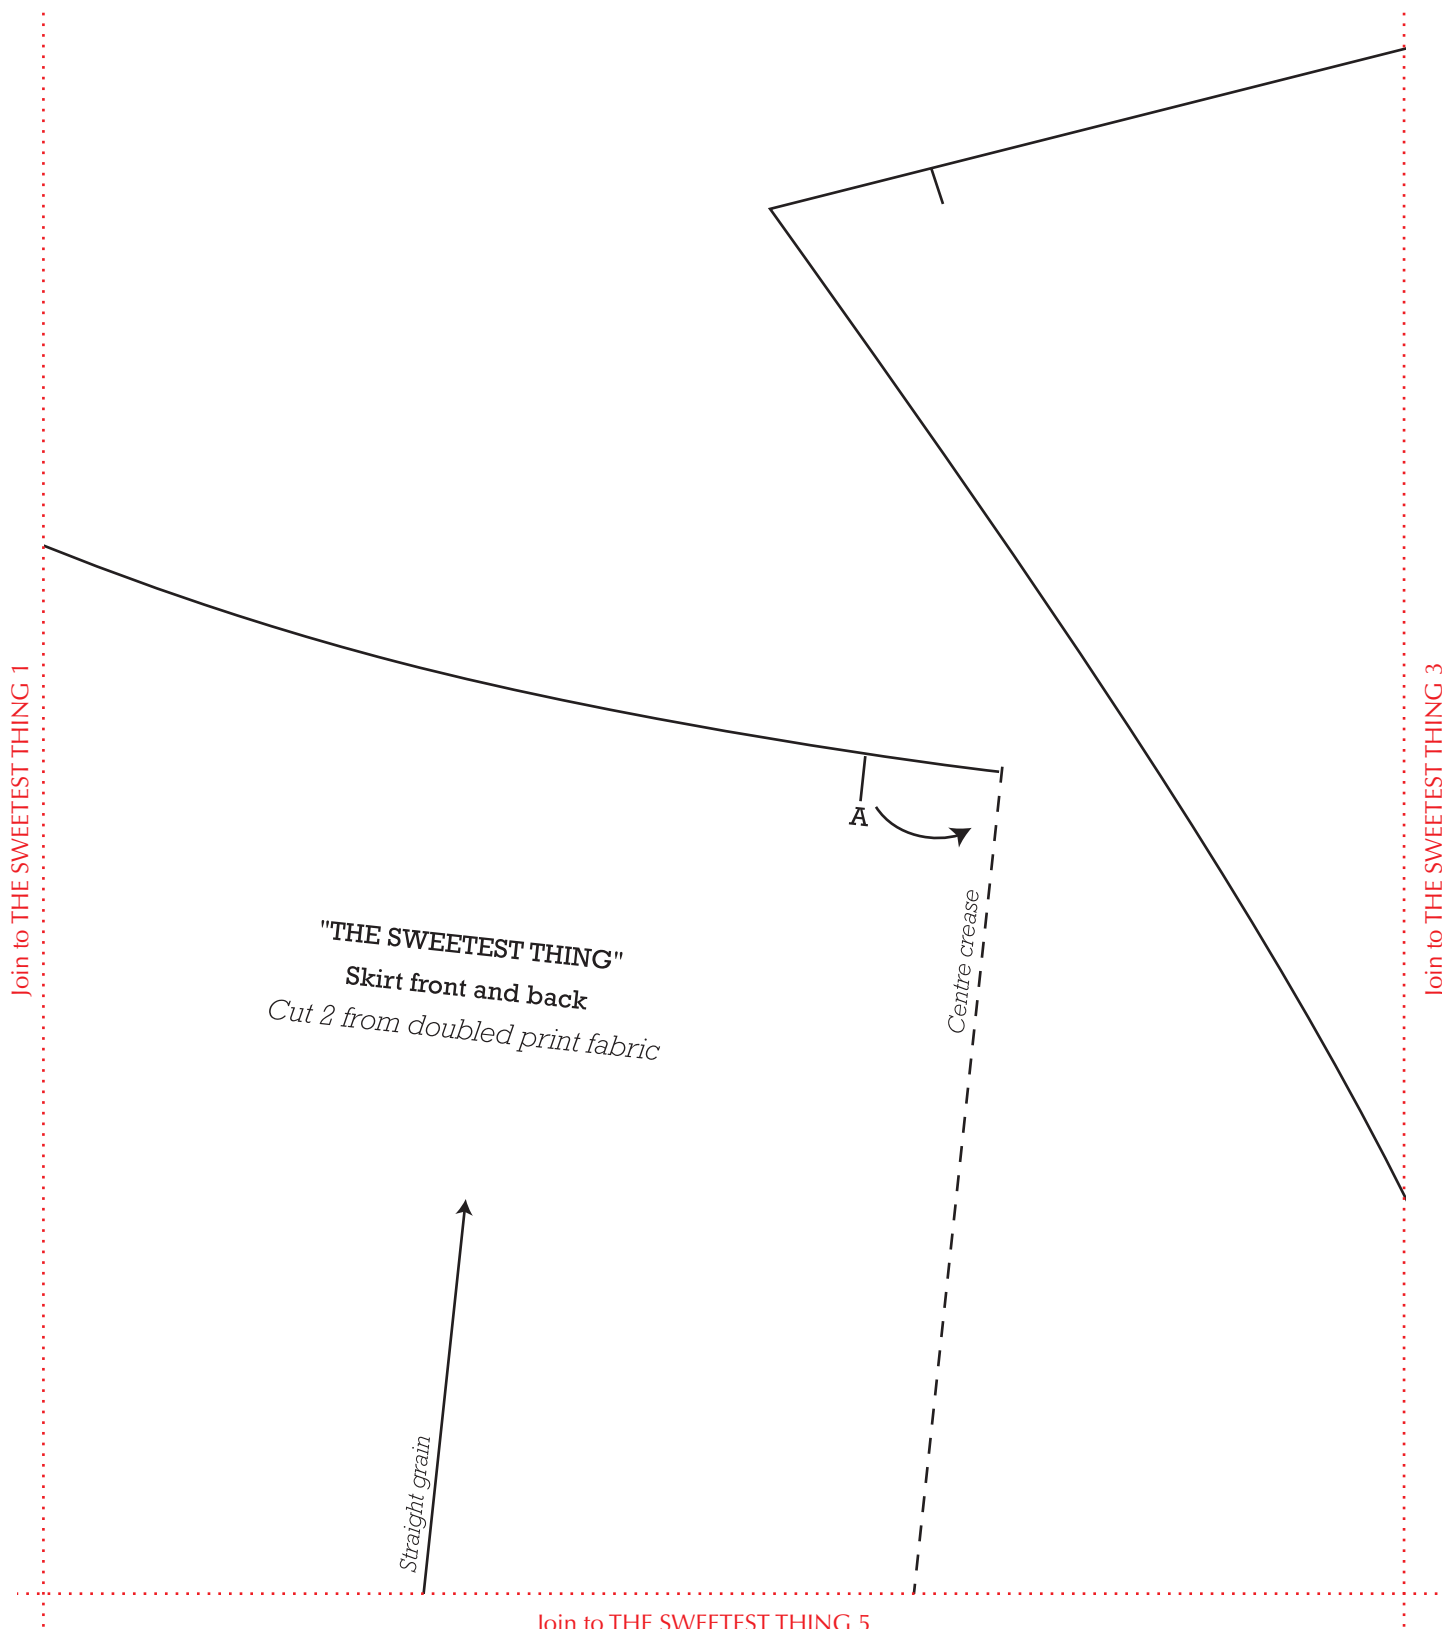 Join to THE SWEETEST THING 1
Join to THE SWEETEST THING 3
A
Centre crease
"THE SWEETEST THING"
Skirt front and back
Cut 2 from doubled print fabric
Straight grain
Join to THE SWEETEST THING 5